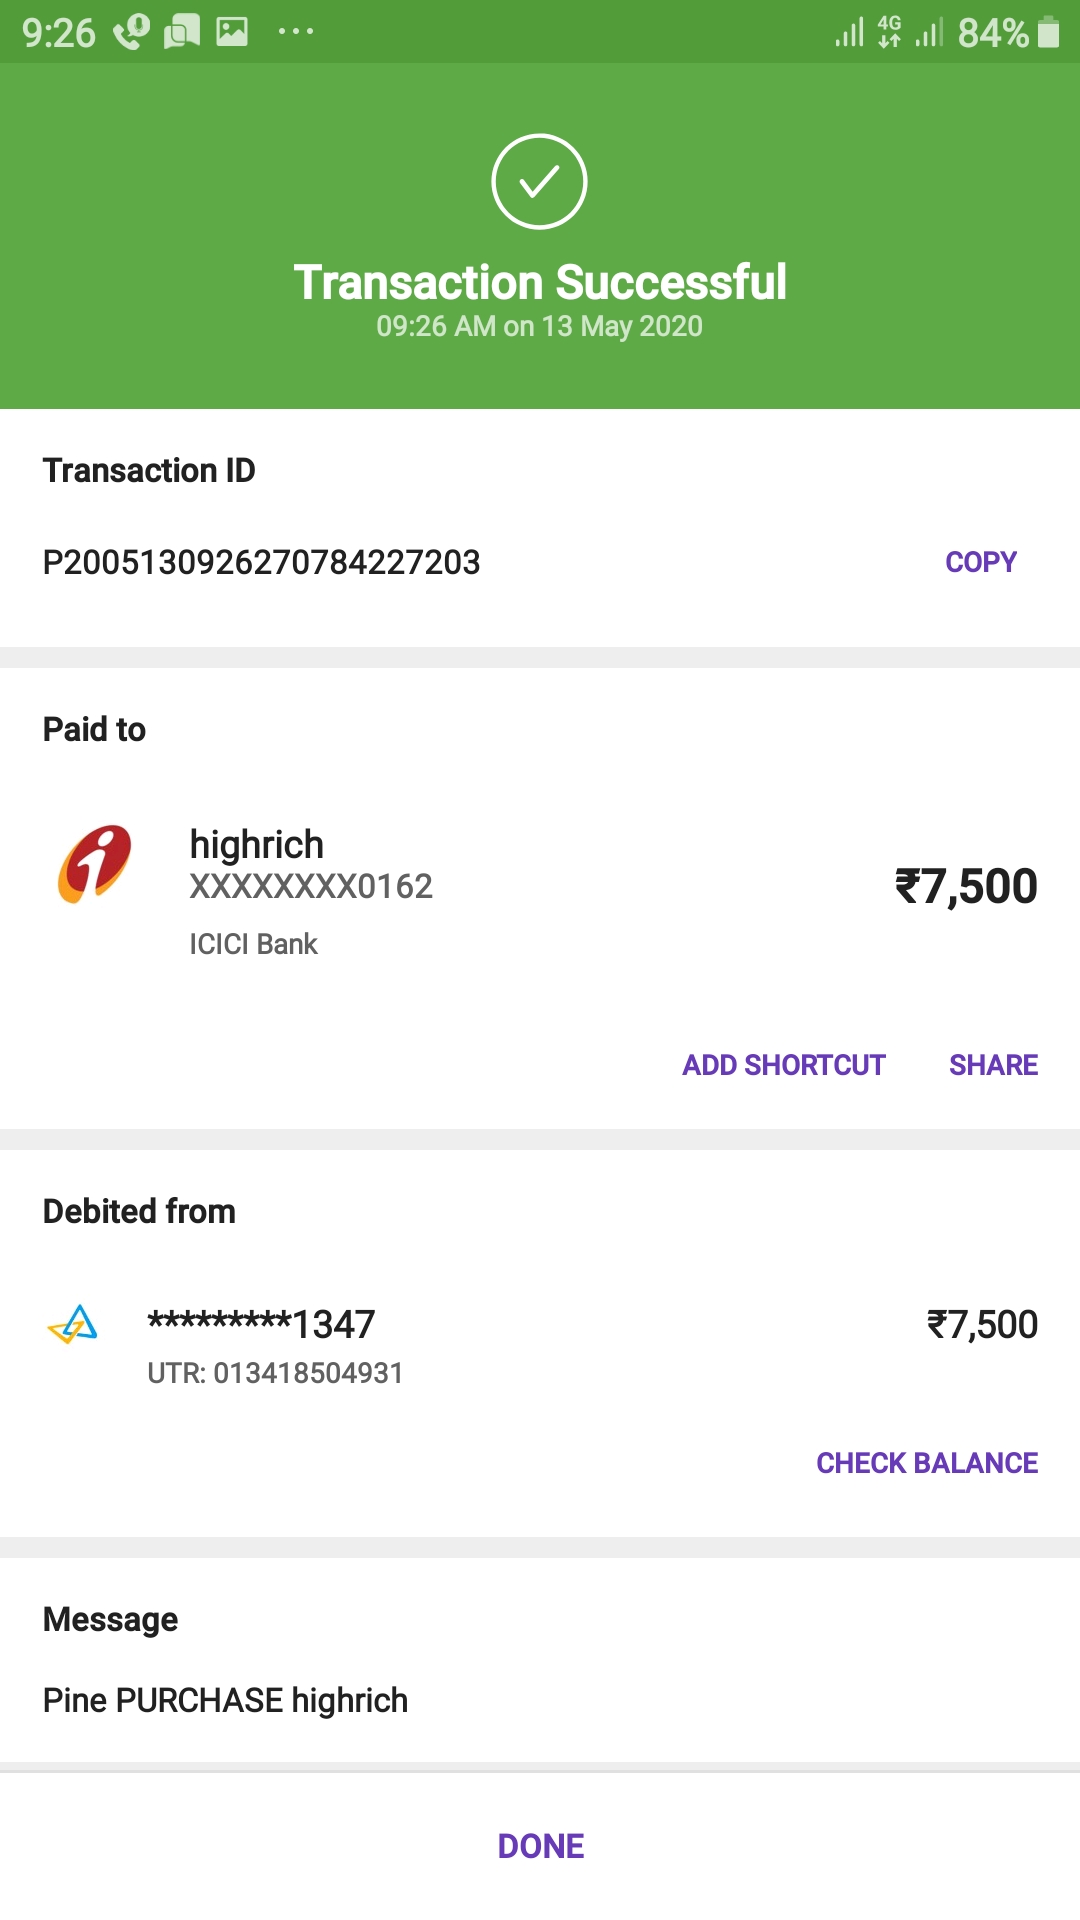 9:26
4G
84%
Transaction Successful
09:26 AM on 13 May 2020
Transaction ID
P2005130926270784227203
COPY
Paid to
highrich
XXXXXXXX0162
₹7,500
ICICI Bank
ADD SHORTCUT SHARE
Debited from
*********1347
₹7,500
UTR: 013418504931
CHECK BALANCE
Message
Pine PURCHASE highrich
DONE